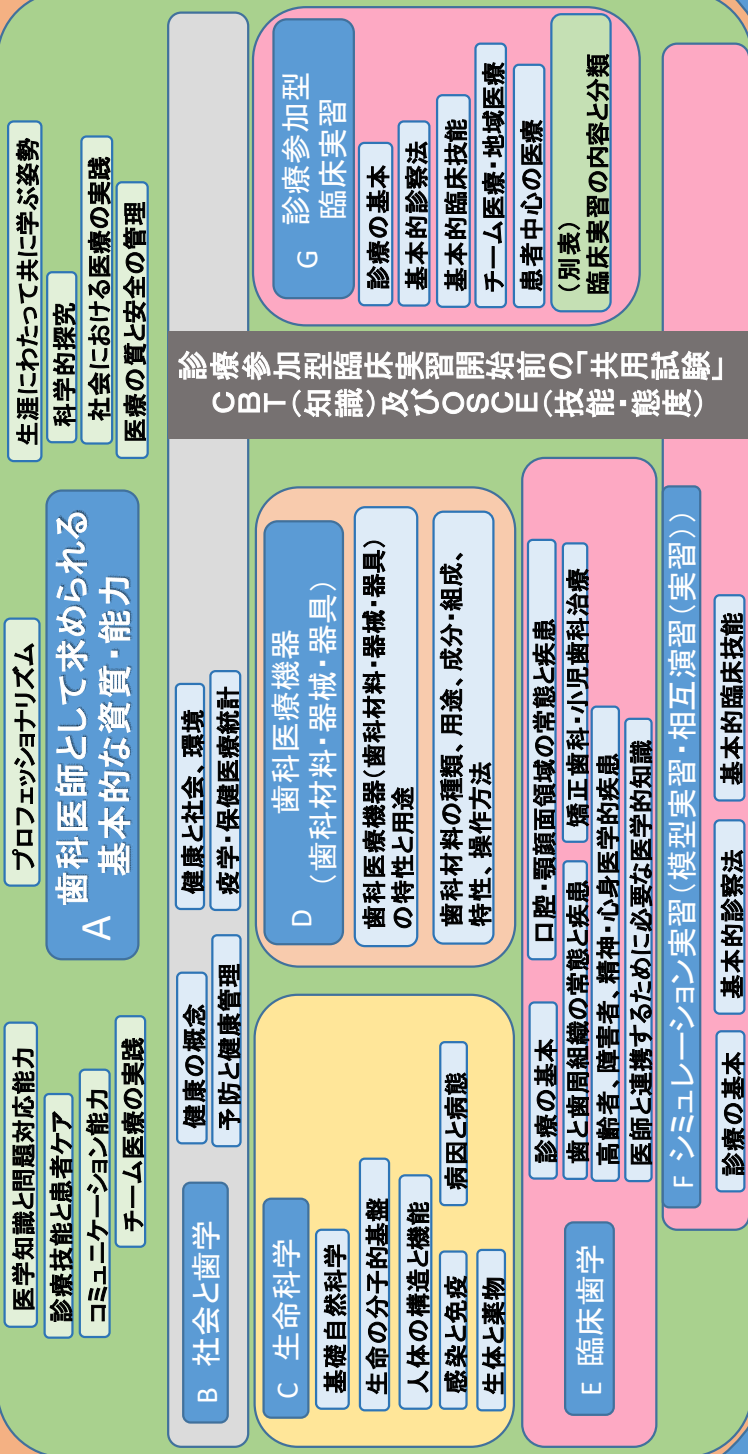 医学知識と問題対応能力
診療技能と患者ケア
コミュニケーション能力
チーム医療の実践
プロフェッショナリズム
A 歯科医師として求められる
基本的な資質・能力
生涯にわたって共に学ぶ姿勢
科学的探究
社会における医療の実践
医療の質と安全の管理
B 社会と歯学
健康の概念
予防と健康管理
健康と社会、環境
疫学・保健医療統計
C 生命科学
基礎自然科学
生命の分子的基盤
人体の構造と機能
感染と免疫
病因と病態
生体と薬物
D 歯科医療機器
（歯科材料・器械・器具）
歯科医療機器（歯科材料・器械・器具）
の特性と用途
歯科材料の種類、用途、成分・組成、
特性、操作方法
E 臨床歯学
診療の基本
口腔・顎顔面領域の常態と疾患
歯と歯周組織の常態と疾患
矯正歯科・小児歯科治療
高齢者、障害者、精神・心身医学的疾患
医師と連携するために必要な医学的知識
F シミュレーション実習（模型実習・相互演習（実習））
診療の基本
基本的診察法
基本的臨床技能
診療参加型臨床実習開始前の「共用試験」
CBT（知識）及びOSCE（技能・態度）
G 診療参加型
臨床実習
診療の基本
基本的診察法
基本的臨床技能
チーム医療・地域医療
患者中心の医療
（別表）
臨床実習の内容と分類